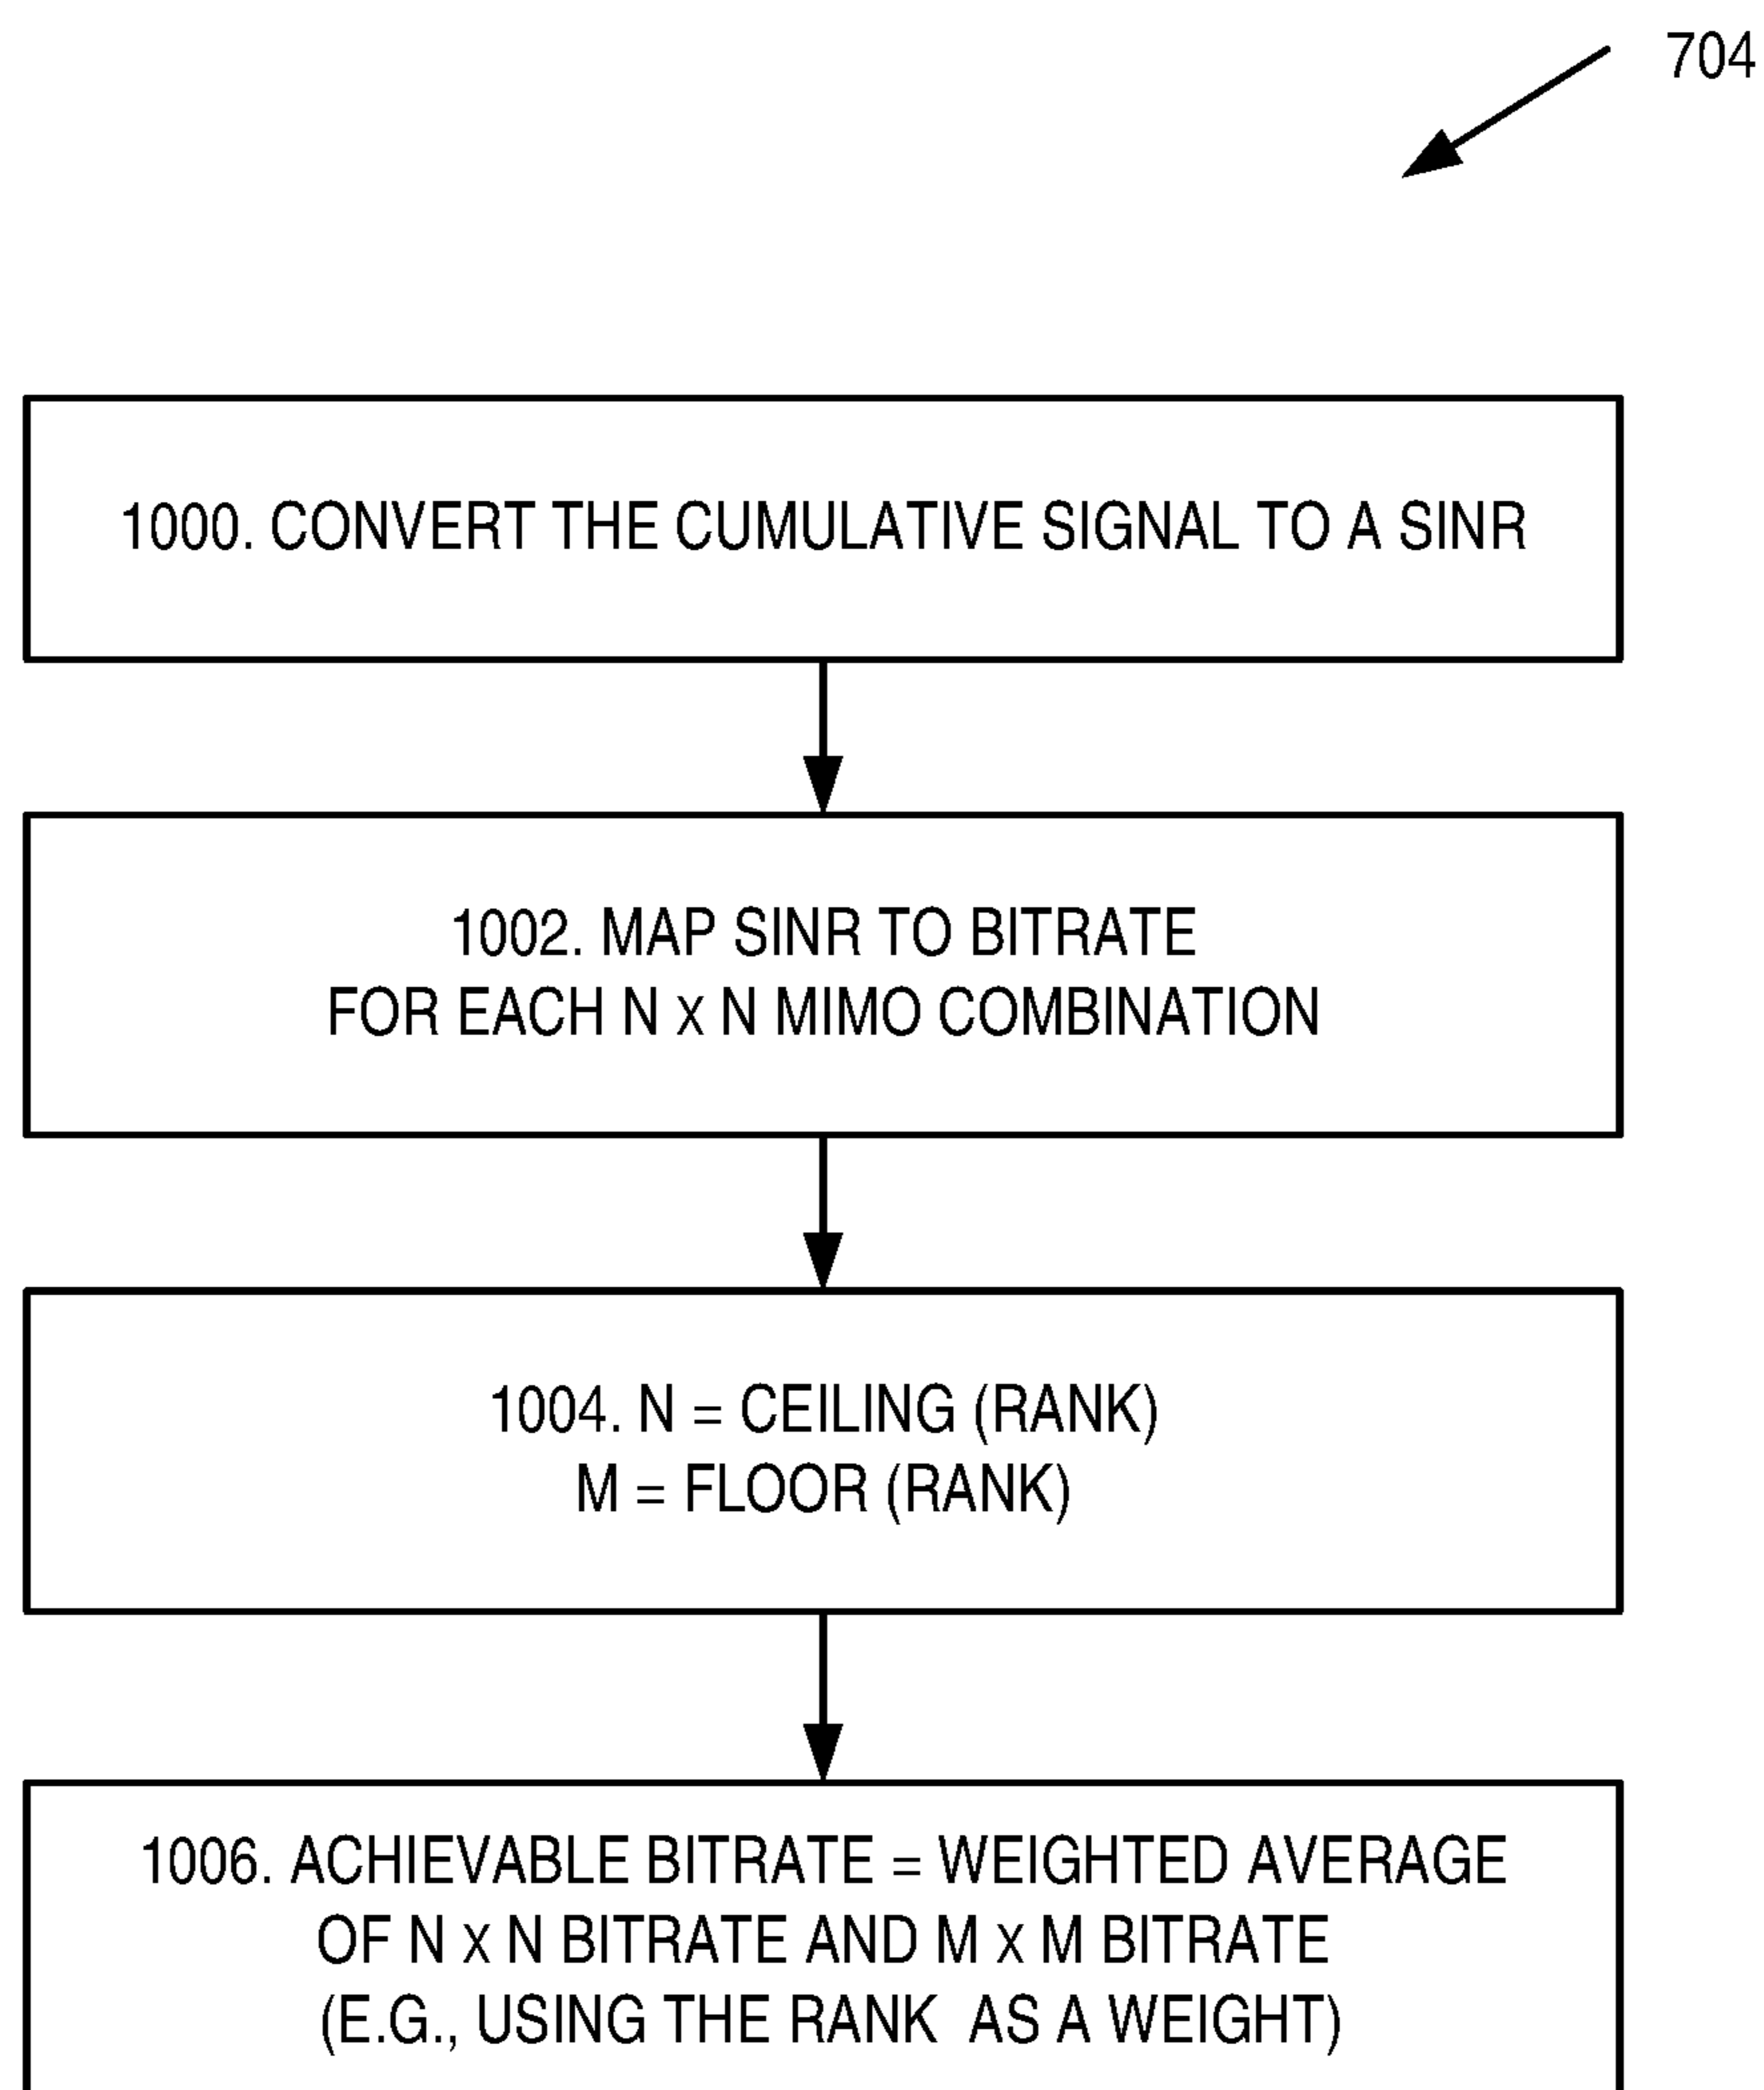 704
1000. CONVERT THE CUMULATIVE SIGNAL TO A SINR
1002. MAP SINR TO BITRATE
FOR EACH N x N MIMO COMBINATION
1004. N = CEILING (RANK)
M = FLOOR (RANK)
1006. ACHIEVABLE BITRATE = WEIGHTED AVERAGE
OF N x N BITRATE AND M x M BITRATE
(E.G., USING THE RANK AS A WEIGHT)